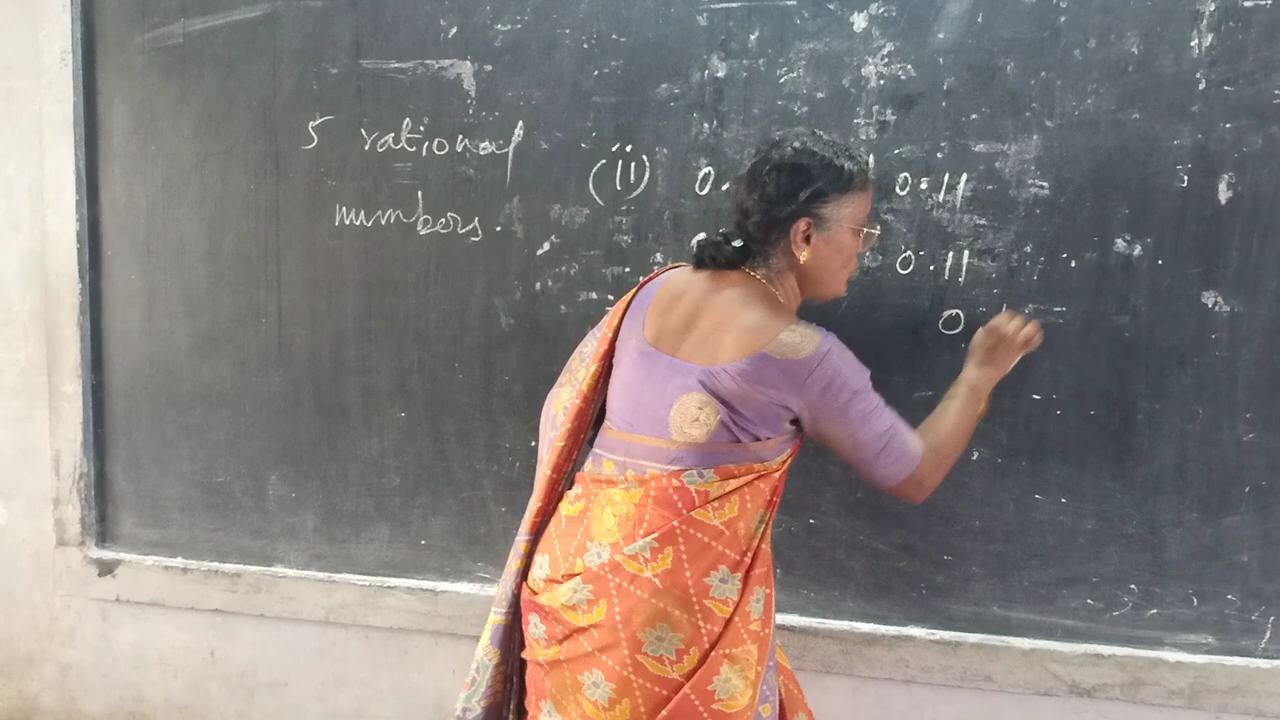 5 rational
numbers.
(ii) 0. 0.11
0.11
0